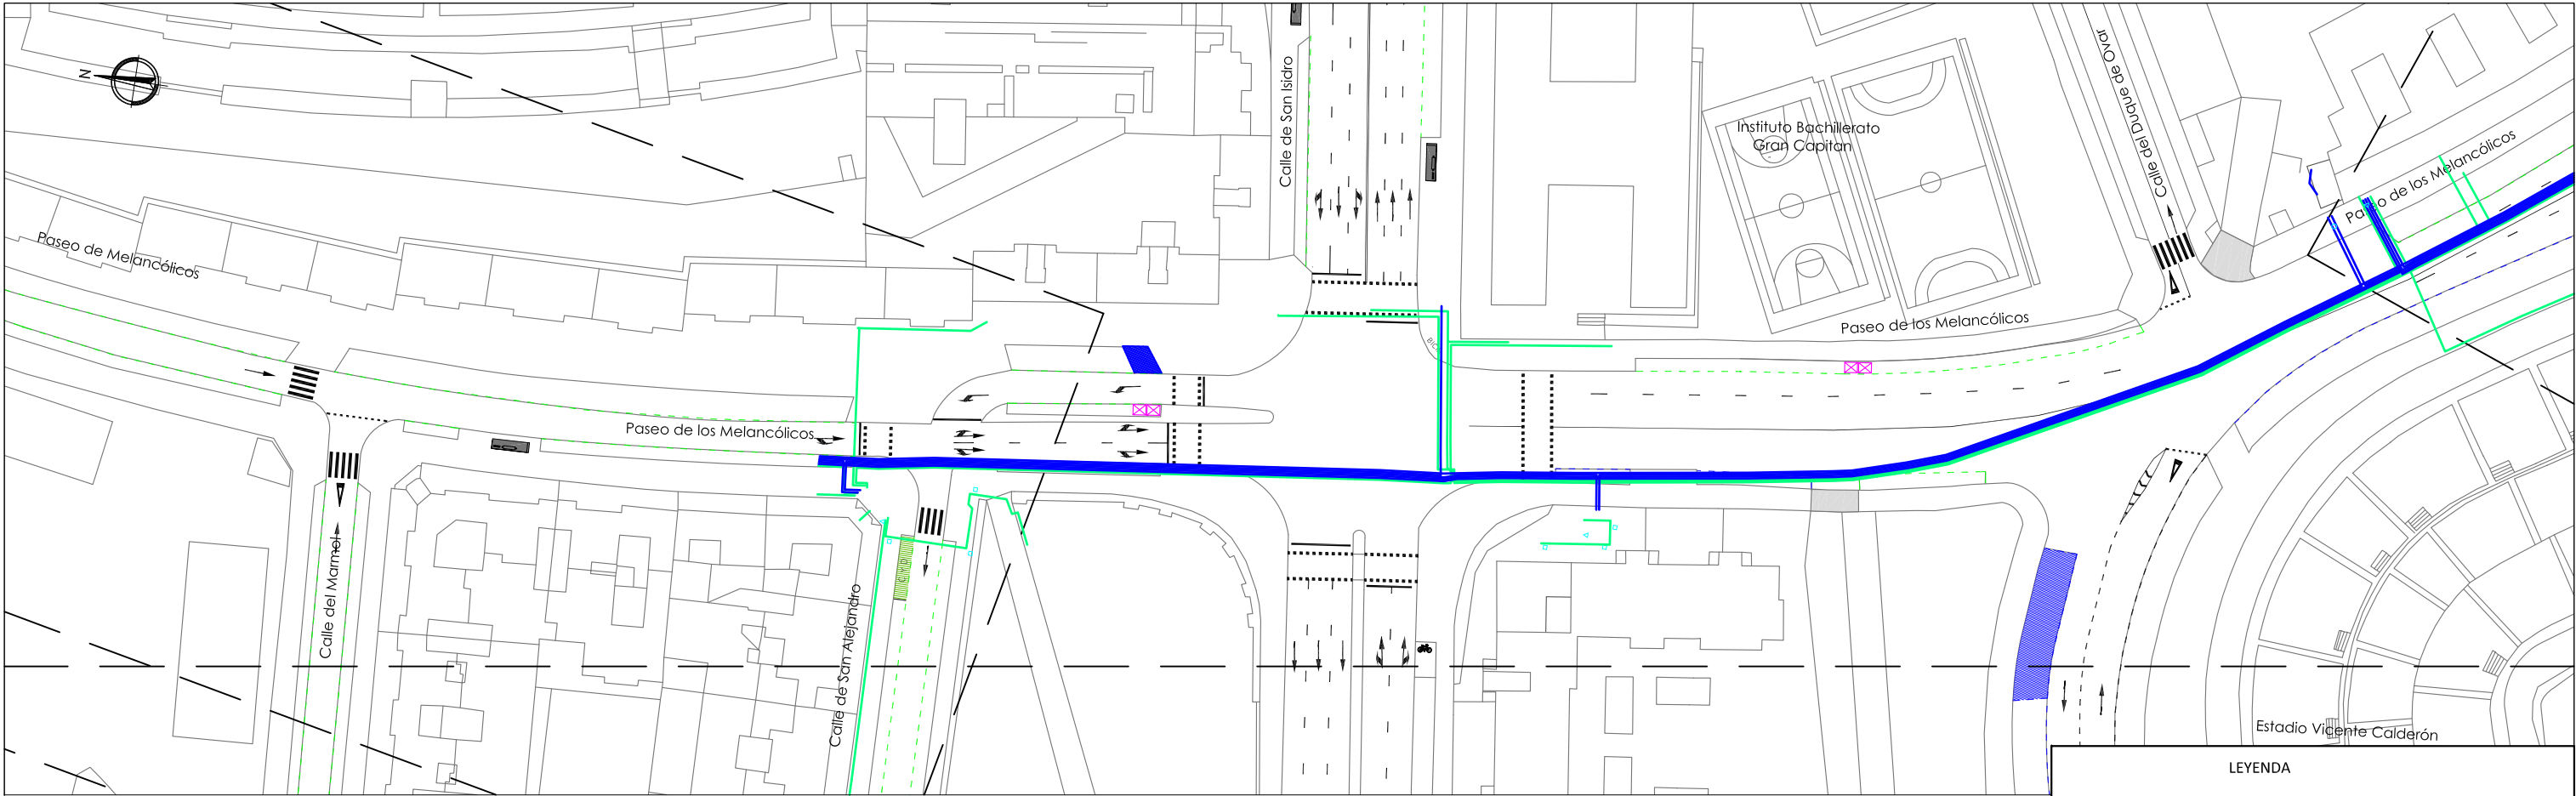 N
Calle de San Isidro
Calle del Duque de Ovar
Instituto Bachillerato
Gran Capitan
Paseo de los Melancólicos
Paseo de Melancólicos
Paseo de los Melancólicos
Paseo de los Melancólicos
Calle del Marmol
Calle de San Alejandro
C Y D
Estadio Vicente Calderón
LEYENDA